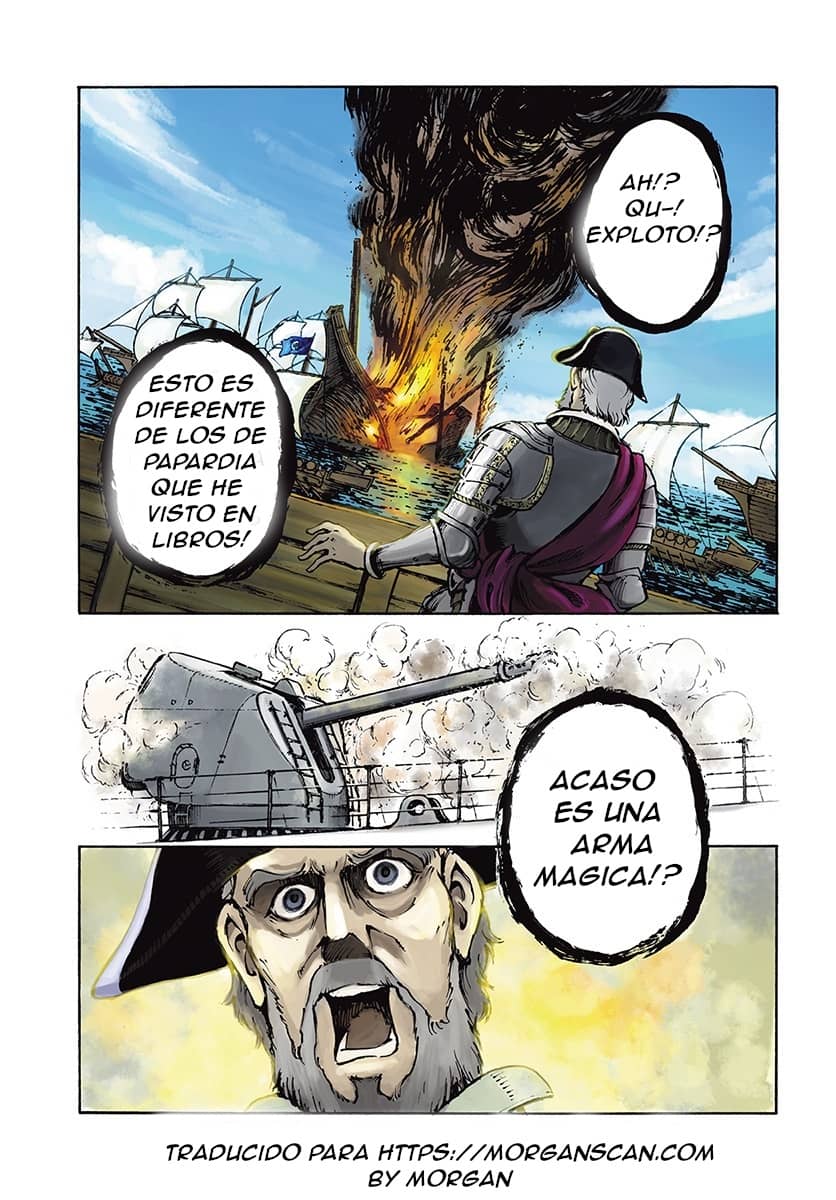 AH!?
QU-!
EXPLOTO!?
ESTO ES
DIFERENTE
DE LOS DE
PAPARDIA
QUE HE
VISTO EN
LIBROS!
ACASO
ES UNA
ARMA
MAGICA!?
TRADUCIDO PARA HTTPS://MORGANSCAN.COM
BY MORGAN